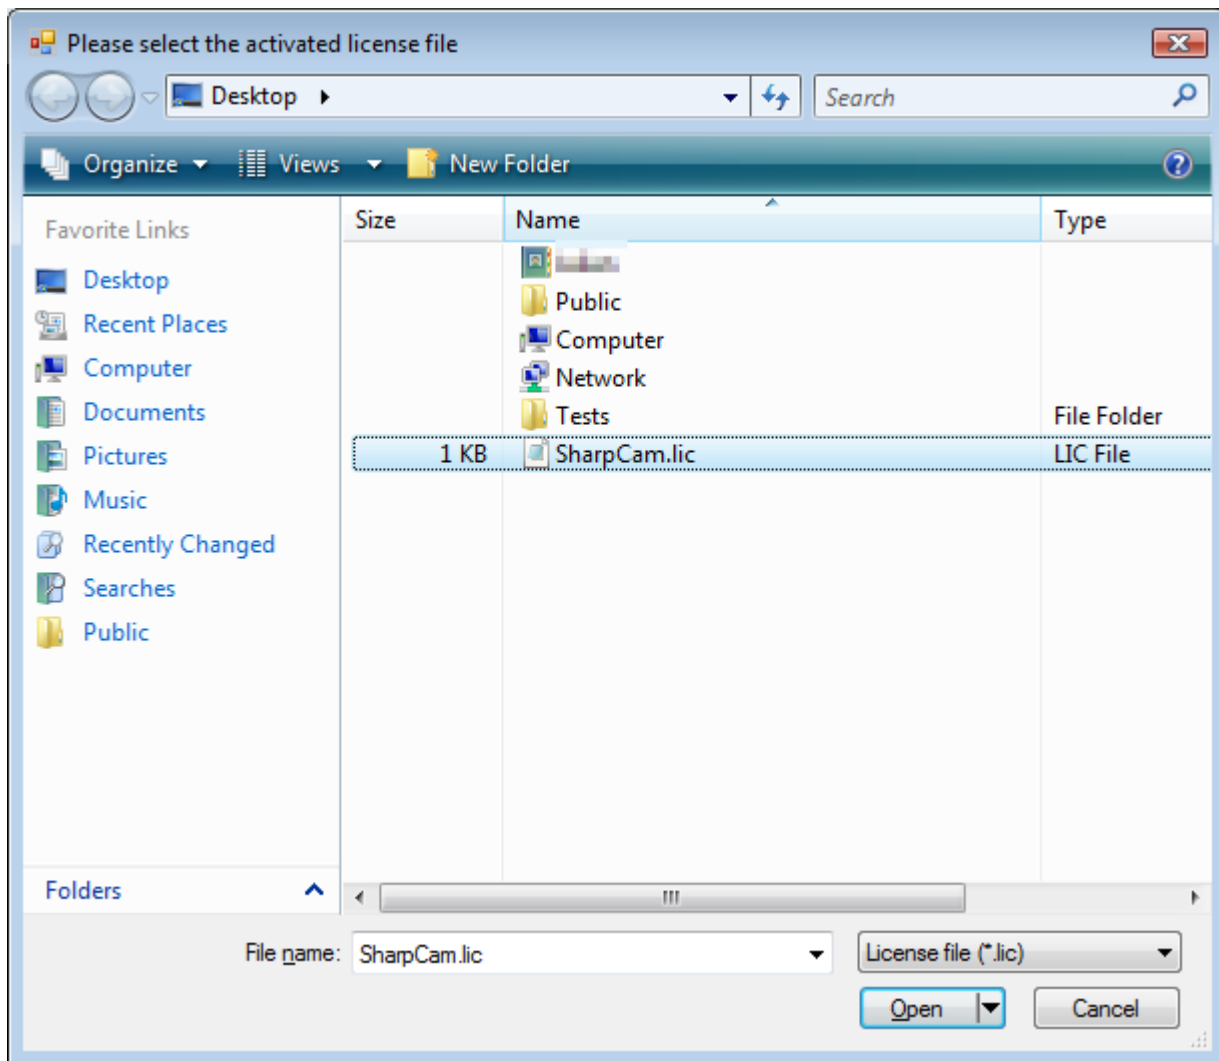 Please select the activated license file
Desktop
Search
Organize Views New Folder
Favorite Links
Desktop
Recent Places
Computer
Documents
Pictures
Music
Recently Changed
Searches
Public
Folders
Size Name Type
Public
Computer
Network
Tests File Folder
1 KB SharpCam.lic LIC File
File name: SharpCam.lic License file (*.lic)
Open Cancel